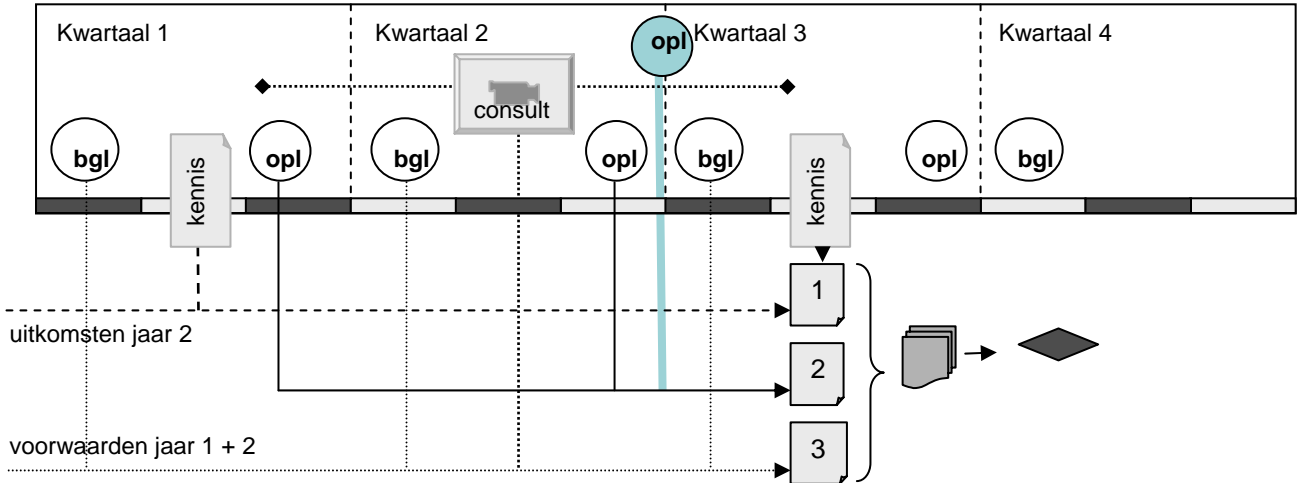 Kwartaal 1
Kwartaal 2
opl
Kwartaal 3
Kwartaal 4
consult
bgl
kennis
opl
bgl
opl
bgl
kennis
opl
bgl
1
uitkomsten jaar 2
2
voorwaarden jaar 1 + 2
3